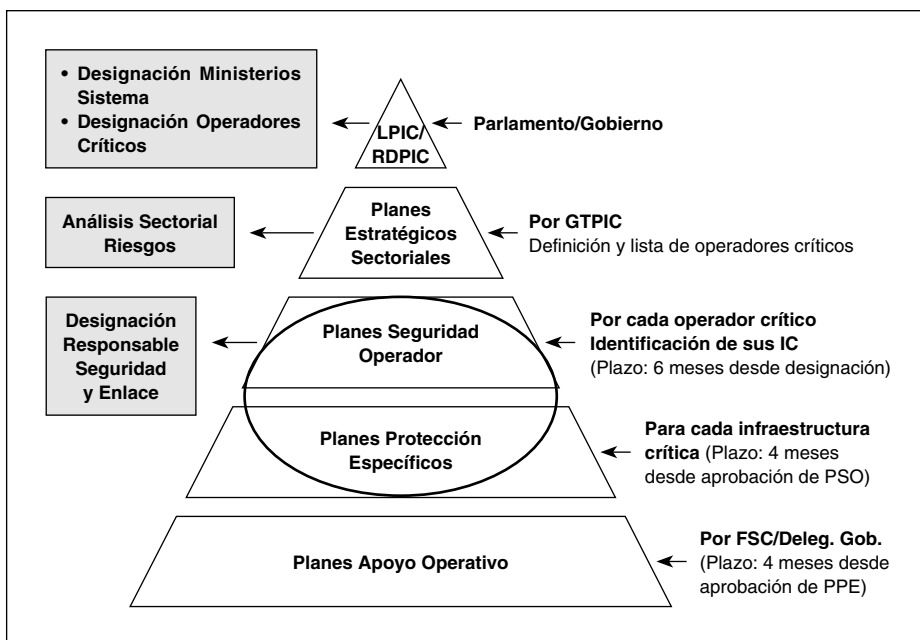 • Designación Ministerios
Sistema
• Designación Operadores
Críticos
LPIC/
RDPIC
Parlamento/Gobierno
Análisis Sectorial
Riesgos
Planes
Estratégicos
Sectoriales
Por GTPIC
Definición y lista de operadores críticos
Designación
Responsable
Seguridad
y Enlace
Planes Seguridad
Operador
Por cada operador crítico
Identificación de sus IC
(Plazo: 6 meses desde designación)
Planes Protección
Específicos
Para cada infraestructura
crítica (Plazo: 4 meses
desde aprobación de PSO)
Planes Apoyo Operativo
Por FSC/Deleg. Gob.
(Plazo: 4 meses desde
aprobación de PPE)